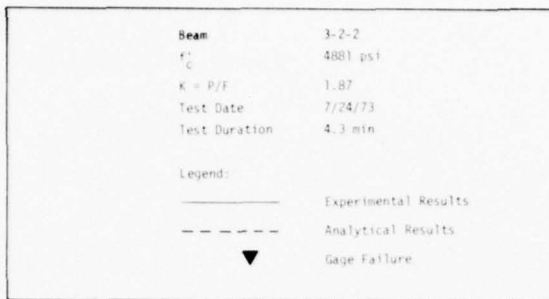 Beam 3-2-2
f'c 4881 psi
K = P/F 1.87
Test Date 7/24/73
Test Duration 4.3 min
Legend:
Experimental Results
Analytical Results
Gage Failure